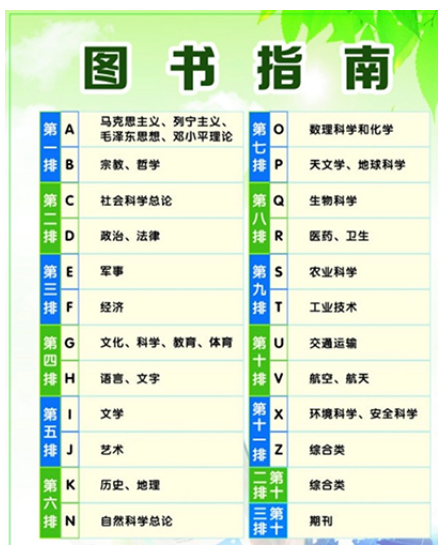 图书指南
第一排
A 马克思主义、列宁主义、
毛泽东思想、邓小平理论
B 宗教、哲学
第二排
C 社会科学总论
D 政治、法律
第三排
E 军事
F 经济
第四排
G 文化、科学、教育、体育
H 语言、文字
第五排
I 文学
J 艺术
第六排
K 历史、地理
N 自然科学总论
第七排
O 数理科学和化学
P 天文学、地球科学
第八排
Q 生物科学
R 医药、卫生
第九排
S 农业科学
T 工业技术
第十排
U 交通运输
V 航空、航天
第十一排
X 环境科学、安全科学
Z 综合类
第十二排
综合类
第十三排
期刊